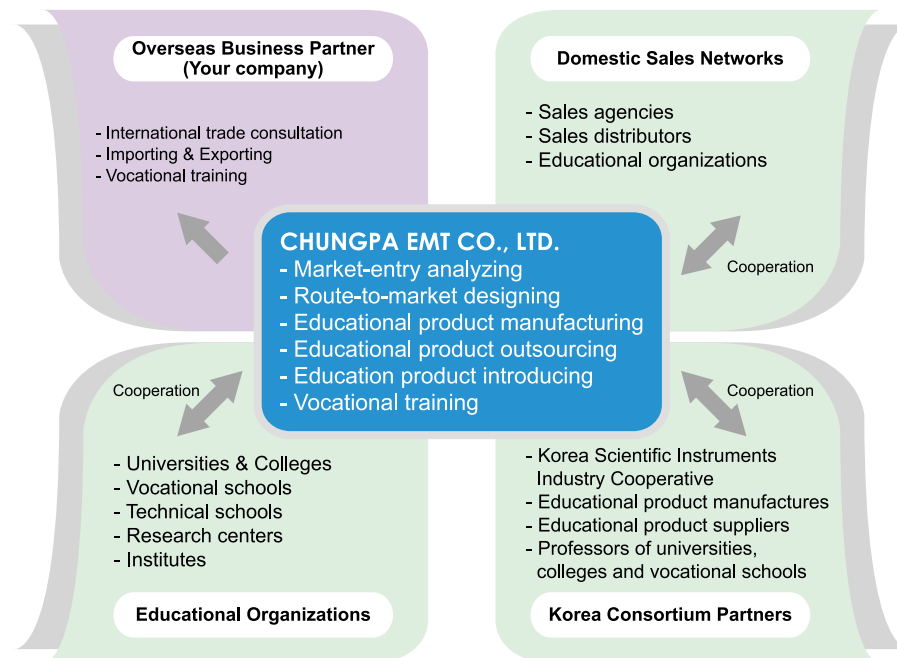 Overseas Business Partner
(Your company)
- International trade consultation
- Importing & Exporting
- Vocational training
Domestic Sales Networks
- Sales agencies
- Sales distributors
- Educational organizations
Cooperation
CHUNGPA EMT CO., LTD.
- Market-entry analyzing
- Route-to-market designing
- Educational product manufacturing
- Educational product outsourcing
- Education product introducing
- Vocational training
Cooperation
- Universities & Colleges
- Vocational schools
- Technical schools
- Research centers
- Institutes
Educational Organizations
Cooperation
- Korea Scientific Instruments
Industry Cooperative
- Educational product manufactures
- Educational product suppliers
- Professors of universities,
colleges and vocational schools
Korea Consortium Partners